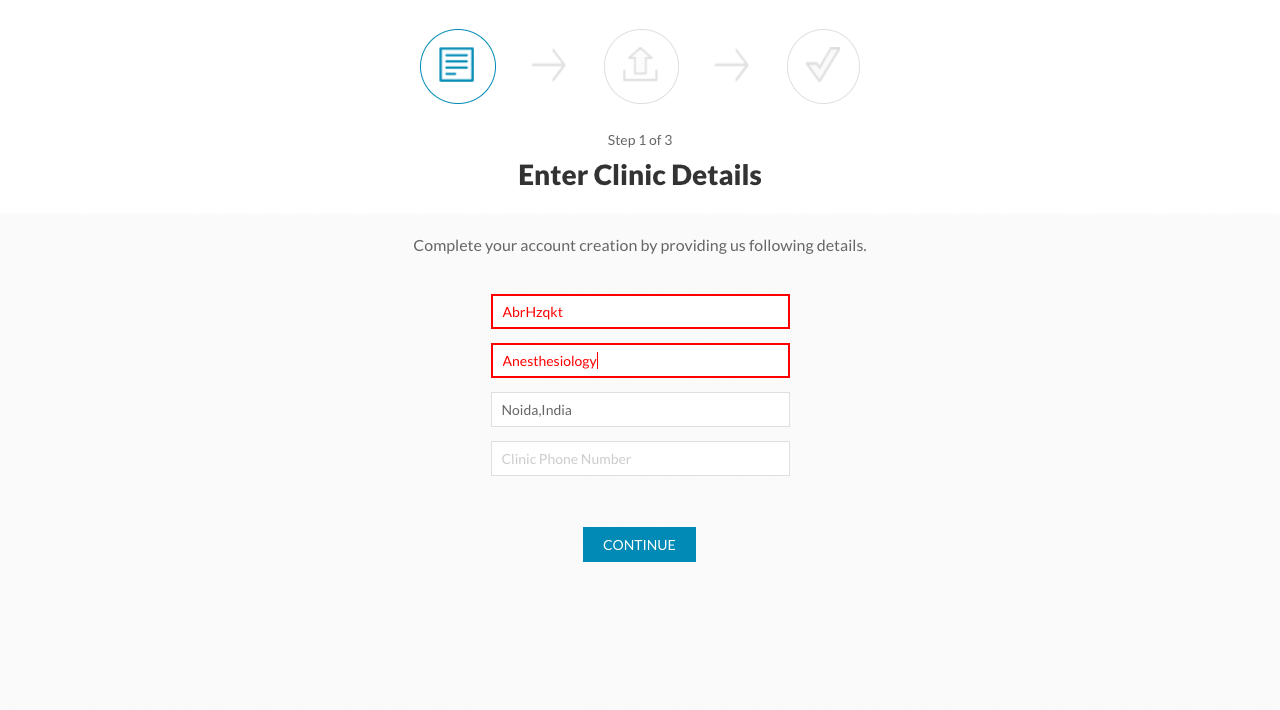 Step 1 of 3
Enter Clinic Details
Complete your account creation by providing us following details.
AbrHzqkt
Anesthesiology
Noida,India
Clinic Phone Number
CONTINUE